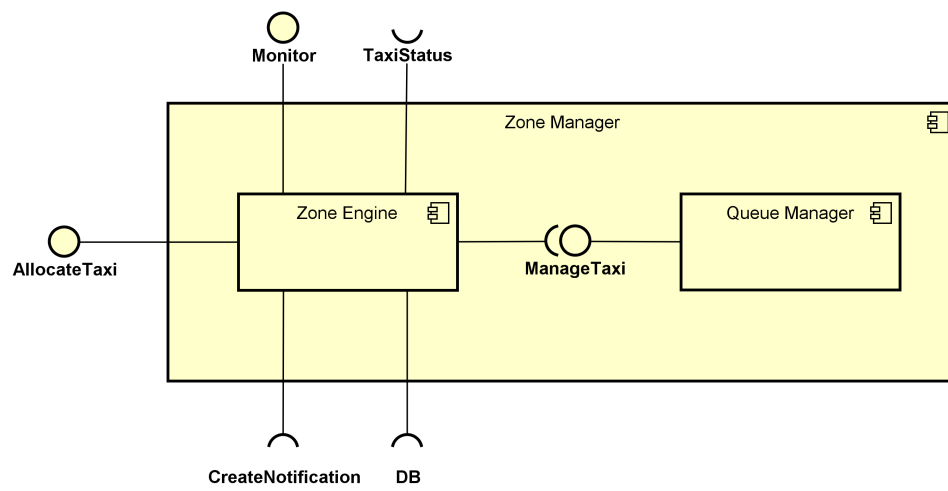 Monitor
TaxiStatus
Zone Manager
Zone Engine
Queue Manager
AllocateTaxi
ManageTaxi
CreateNotification
DB